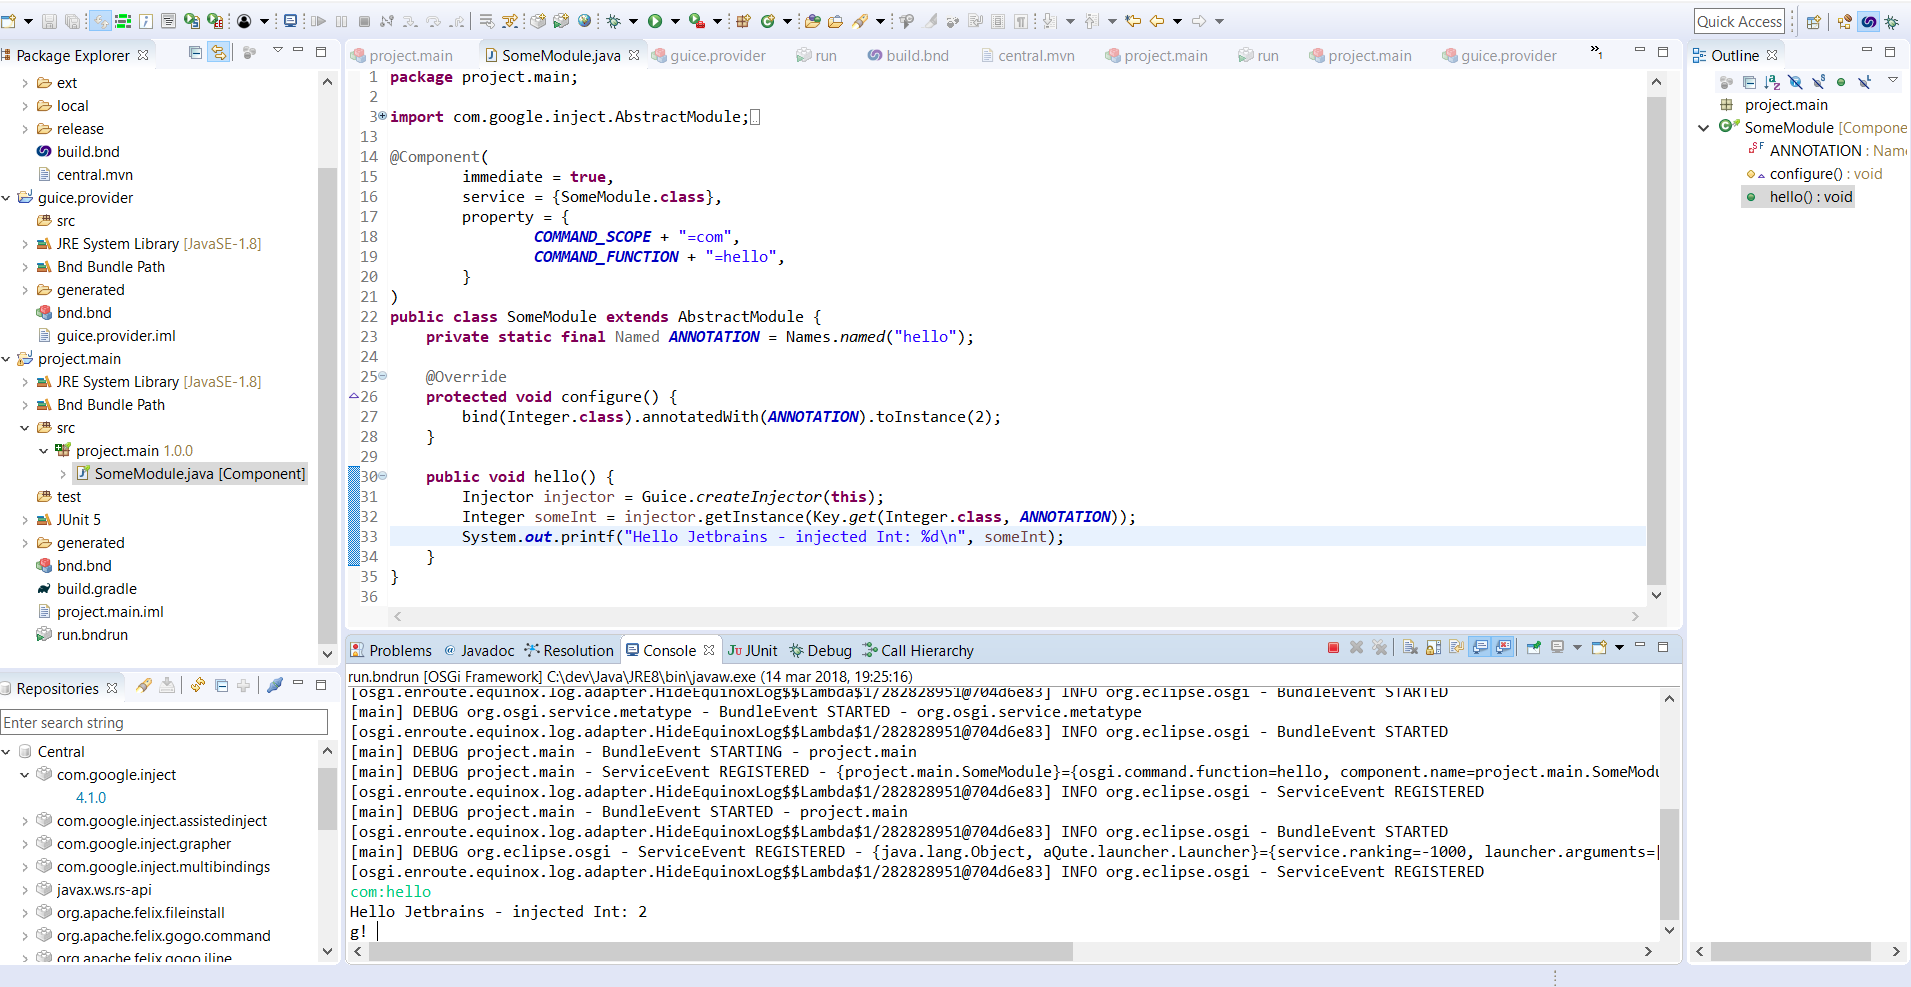 Quick Access
Package Explorer
ext
local
release
build.bnd
central.mvn
guice.provider
src
JRE System Library [JavaSE-1.8]
Bnd Bundle Path
generated
bnd.bnd
guice.provider.iml
project.main
JRE System Library [JavaSE-1.8]
Bnd Bundle Path
src
project.main 1.0.0
SomeModule.java [Component]
test
JUnit 5
generated
bnd.bnd
build.gradle
project.main.iml
run.bndrun
Repositories
Enter search string
Central
com.google.inject
4.1.0
com.google.inject.assistedinject
com.google.inject.grapher
com.google.inject.multibindings
javax.ws.rs-api
org.apache.felix.fileinstall
org.apache.felix.gogo.command
org.apache.felix.gogo.jline
project.main SomeModule.java guice.provider run build.bnd central.mvn project.main run project.main guice.provider »1
1 package project.main;
2
3 import com.google.inject.AbstractModule;
13
14 @Component(
15 immediate = true,
16 service = {SomeModule.class},
17 property = {
18 COMMAND_SCOPE + "=com",
19 COMMAND_FUNCTION + "=hello",
20 }
21 )
22 public class SomeModule extends AbstractModule {
23 private static final Named ANNOTATION = Names.named("hello");
24
25 @Override
26 protected void configure() {
27 bind(Integer.class).annotatedWith(ANNOTATION).toInstance(2);
28 }
29
30 public void hello() {
31 Injector injector = Guice.createInjector(this);
32 Integer someInt = injector.getInstance(Key.get(Integer.class, ANNOTATION));
33 System.out.printf("Hello Jetbrains - injected Int: %d\n", someInt);
34 }
35 }
36
Problems @ Javadoc Resolution Console JUnit Debug Call Hierarchy
run.bndrun [OSGi Framework] C:\dev\Java\JRE8\bin\javaw.exe (14 mar 2018, 19:25:16)
[osgi.enroute.equinox.log.adapter.HideEquinoxLog$$Lambda$1/282828951@704d6e83] INFO org.eclipse.osgi - BundleEvent STARTED
[main] DEBUG org.osgi.service.metatype - BundleEvent STARTED - org.osgi.service.metatype
[osgi.enroute.equinox.log.adapter.HideEquinoxLog$$Lambda$1/282828951@704d6e83] INFO org.eclipse.osgi - BundleEvent STARTED
[main] DEBUG project.main - BundleEvent STARTING - project.main
[main] DEBUG project.main - ServiceEvent REGISTERED - {project.main.SomeModule}={osgi.command.function=hello, component.name=project.main.SomeModu
[osgi.enroute.equinox.log.adapter.HideEquinoxLog$$Lambda$1/282828951@704d6e83] INFO org.eclipse.osgi - ServiceEvent REGISTERED
[main] DEBUG project.main - BundleEvent STARTED - project.main
[osgi.enroute.equinox.log.adapter.HideEquinoxLog$$Lambda$1/282828951@704d6e83] INFO org.eclipse.osgi - BundleEvent STARTED
[main] DEBUG org.eclipse.osgi - ServiceEvent REGISTERED - {java.lang.Object, aQute.launcher.Launcher}={service.ranking=-1000, launcher.arguments=[
[osgi.enroute.equinox.log.adapter.HideEquinoxLog$$Lambda$1/282828951@704d6e83] INFO org.eclipse.osgi - ServiceEvent REGISTERED
com:hello
Hello Jetbrains - injected Int: 2
g!
Outline
project.main
SomeModule [Compone
ANNOTATION : Nam
configure() : void
hello() : void